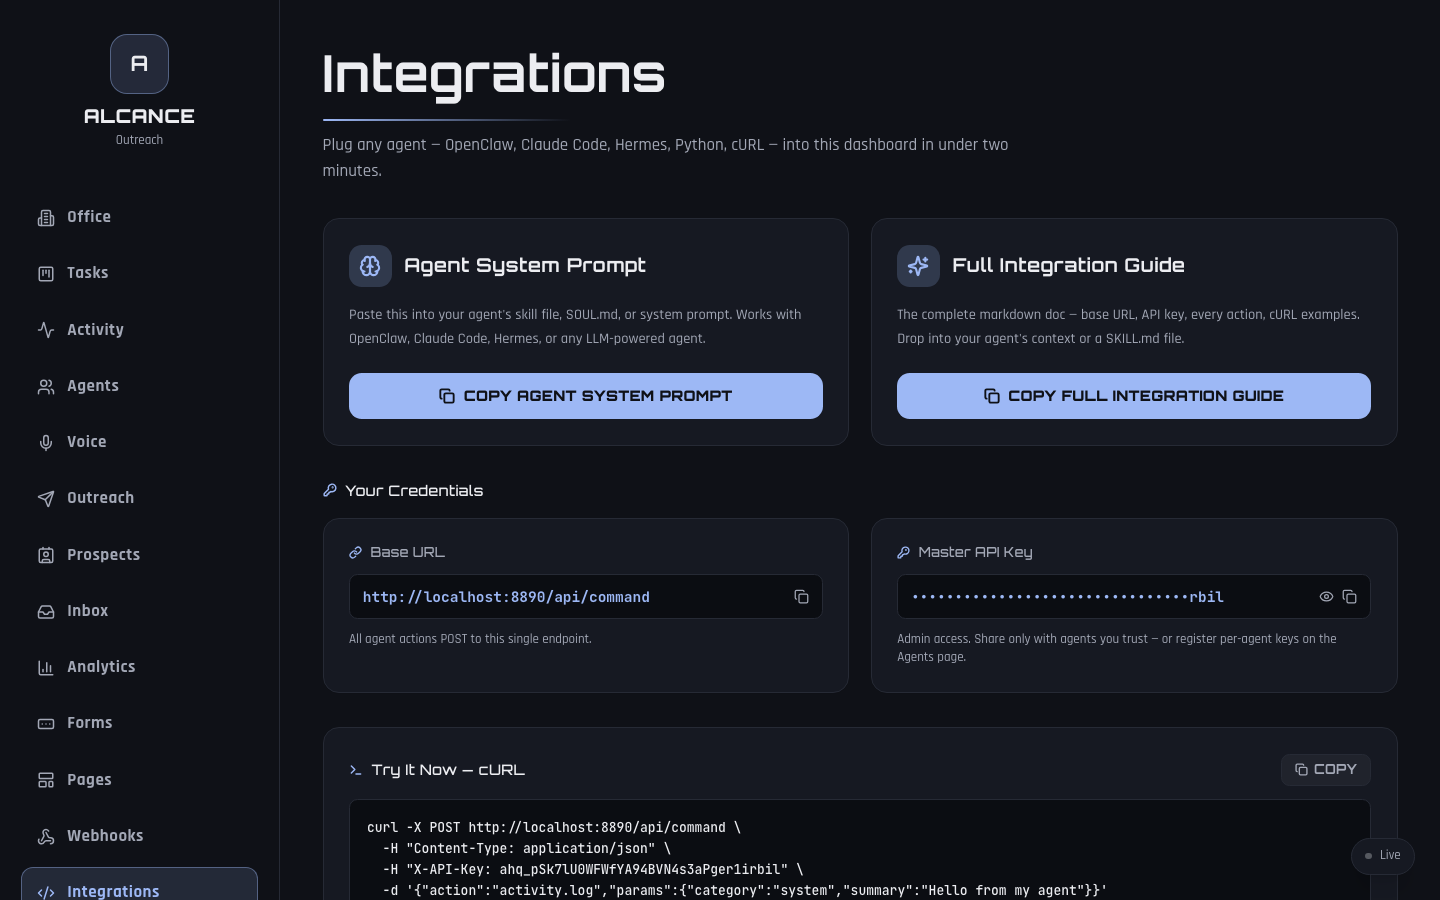 A
ALCANCE
Outreach
Office
Tasks
Activity
Agents
Voice
Outreach
Prospects
Inbox
Analytics
Forms
Pages
Webhooks
Integrations
Integrations
Plug any agent — OpenClaw, Claude Code, Hermes, Python, cURL — into this dashboard in under two
minutes.
Agent System Prompt
Paste this into your agent's skill file, SOUL.md, or system prompt. Works with
OpenClaw, Claude Code, Hermes, or any LLM-powered agent.
COPY AGENT SYSTEM PROMPT
Full Integration Guide
The complete markdown doc — base URL, API key, every action, cURL examples.
Drop into your agent's context or a SKILL.md file.
COPY FULL INTEGRATION GUIDE
Your Credentials
Base URL
http://localhost:8890/api/command
All agent actions POST to this single endpoint.
Master API Key
••••••••••••••••••••••••••••••••rbil
Admin access. Share only with agents you trust — or register per-agent keys on the
Agents page.
Try It Now — cURL
COPY
curl -X POST http://localhost:8890/api/command \
-H "Content-Type: application/json" \
-H "X-API-Key: ahq_pSk7lU0WFWfYA94BVN4s3aPger1irbil" \
-d '{"action":"activity.log","params":{"category":"system","summary":"Hello from my agent"}}'
Live